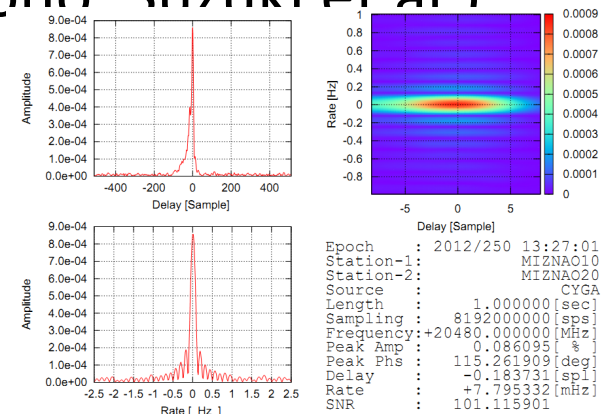 9.0e-04
8.0e-04
7.0e-04
6.0e-04
5.0e-04
4.0e-04
3.0e-04
2.0e-04
1.0e-04
0.0e+00
Amplitude
-400 -200 0 200 400
Delay [Sample]
1
0.8
0.6
0.4
0.2
0
-0.2
-0.4
-0.6
-0.8
Rate [Hz]
-5 0 5
Delay [Sample]
0.0009
0.0008
0.0007
0.0006
0.0005
0.0004
0.0003
0.0002
0.0001
0
9.0e-04
8.0e-04
7.0e-04
6.0e-04
5.0e-04
4.0e-04
3.0e-04
2.0e-04
1.0e-04
0.0e+00
Amplitude
-2.5 -2 -1.5 -1 -0.5 0 0.5 1 1.5 2 2.5
Rate [ Hz ]
Epoch : 2012/250 13:27:01
Station-1: MIZNAO10
Station-2: MIZNAO20
Source : CYGA
Length : 1.000000[sec]
Sampling : 8192000000[sps]
Frequency:+20480.000000[MHz]
Peak Amp : 0.086095[ % ]
Peak Phs : 115.261909[deg]
Delay : -0.183731[spl]
Rate : +7.795332[mHz]
SNR : 101.115901